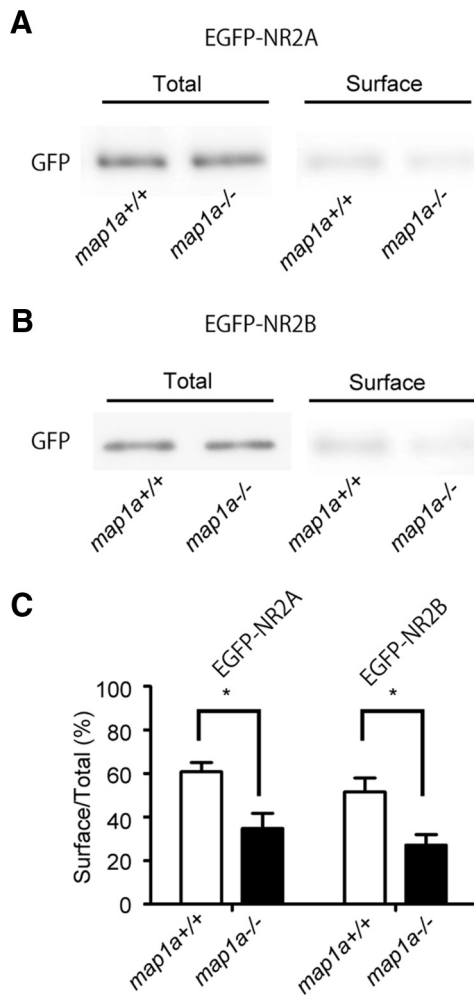 A
EGFP-NR2A
Total Surface
GFP
map1a+/+ map1a-/- map1a+/+ map1a-/-
B
EGFP-NR2B
Total Surface
GFP
map1a+/+ map1a-/- map1a+/+ map1a-/-
C
EGFP-NR2A EGFP-NR2B
* *
Surface/Total (%)
100
80
60
40
20
0
map1a+/+ map1a-/- map1a+/+ map1a-/-